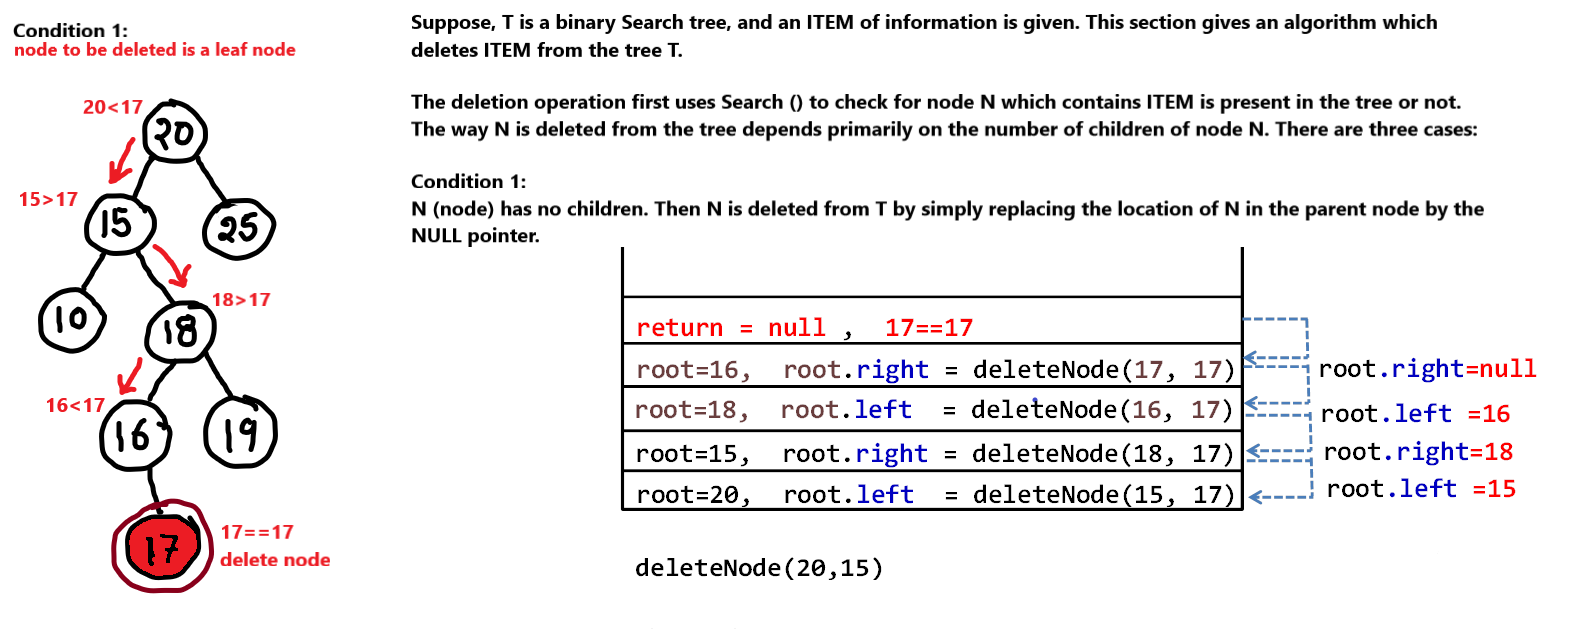 Condition 1:
node to be deleted is a leaf node
20<17
20
15>17
15
25
18>17
10
18
16<17
16
19
17
17==17
delete node
Suppose, T is a binary Search tree, and an ITEM of information is given. This section gives an algorithm which
deletes ITEM from the tree T.
The deletion operation first uses Search () to check for node N which contains ITEM is present in the tree or not.
The way N is deleted from the tree depends primarily on the number of children of node N. There are three cases:
Condition 1:
N (node) has no children. Then N is deleted from T by simply replacing the location of N in the parent node by the
NULL pointer.
return = null , 17==17
root=16, root.right = deleteNode(17, 17)
root.right=null
root=18, root.left = deleteNode(16, 17)
root.left =16
root=15, root.right = deleteNode(18, 17)
root.right=18
root=20, root.left = deleteNode(15, 17)
root.left =15
deleteNode(20,15)